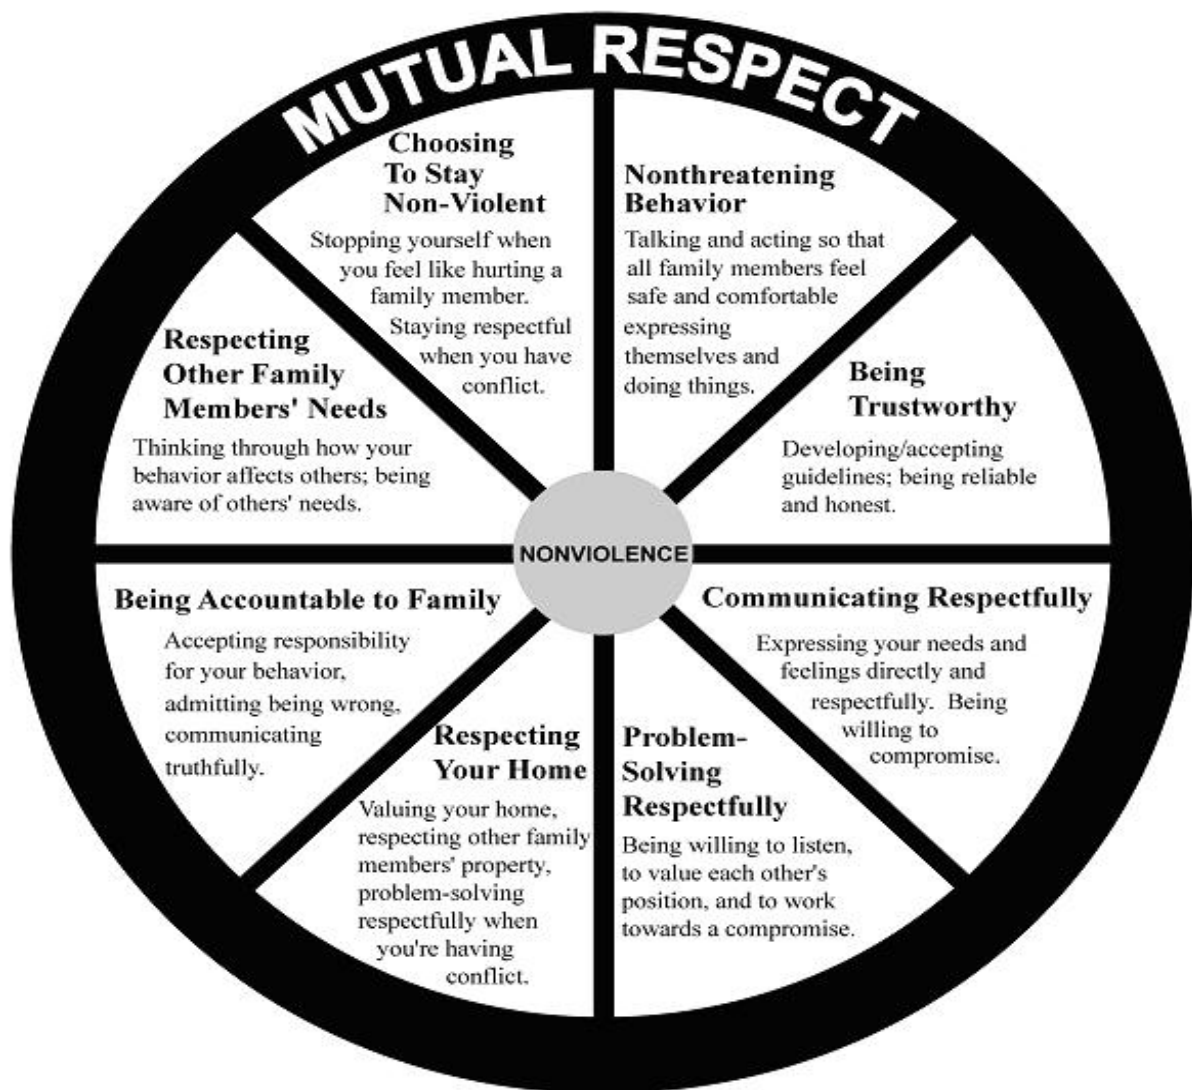 MUTUAL RESPECT
Choosing
To Stay
Non-Violent
Stopping yourself when
you feel like hurting a
family member.
Staying respectful
when you have
conflict.
Nonthreatening
Behavior
Talking and acting so that
all family members feel
safe and comfortable
expressing
themselves and
doing things.
Being
Trustworthy
Developing/accepting
guidelines; being reliable
and honest.
Communicating Respectfully
Expressing your needs and
feelings directly and
respectfully. Being
willing to
compromise.
Problem-
Solving
Respectfully
Being willing to listen,
to value each other's
position, and to work
towards a compromise.
Respecting
Your Home
Valuing your home,
respecting other family
members' property,
problem-solving
respectfully when
you're having
conflict.
Being Accountable to Family
Accepting responsibility
for your behavior,
admitting being wrong,
communicating
truthfully.
Respecting
Other Family
Members' Needs
Thinking through how your
behavior affects others; being
aware of others' needs.
NONVIOLENCE